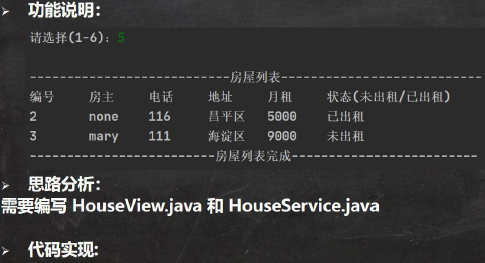 ➢ 功能说明:
请选择(1-6): 5
---------------------------房屋列表---------------------------
编号 房主 电话 地址 月租 状态(未出租/已出租)
2 none 116 昌平区 5000 已出租
3 mary 111 海淀区 9000 未出租
-------------------------房屋列表完成-------------------------
➢ 思路分析:
需要编写 HouseView.java 和 HouseService.java
➢ 代码实现: